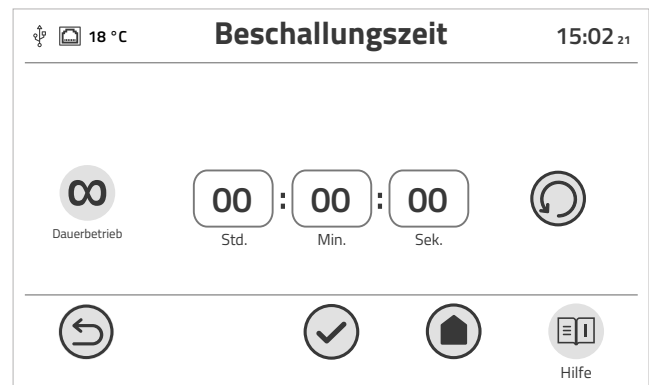 18 °C Beschallungszeit 15:02 21
∞ 00 : 00 : 00
Dauerbetrieb Std. Min. Sek.
Hilfe